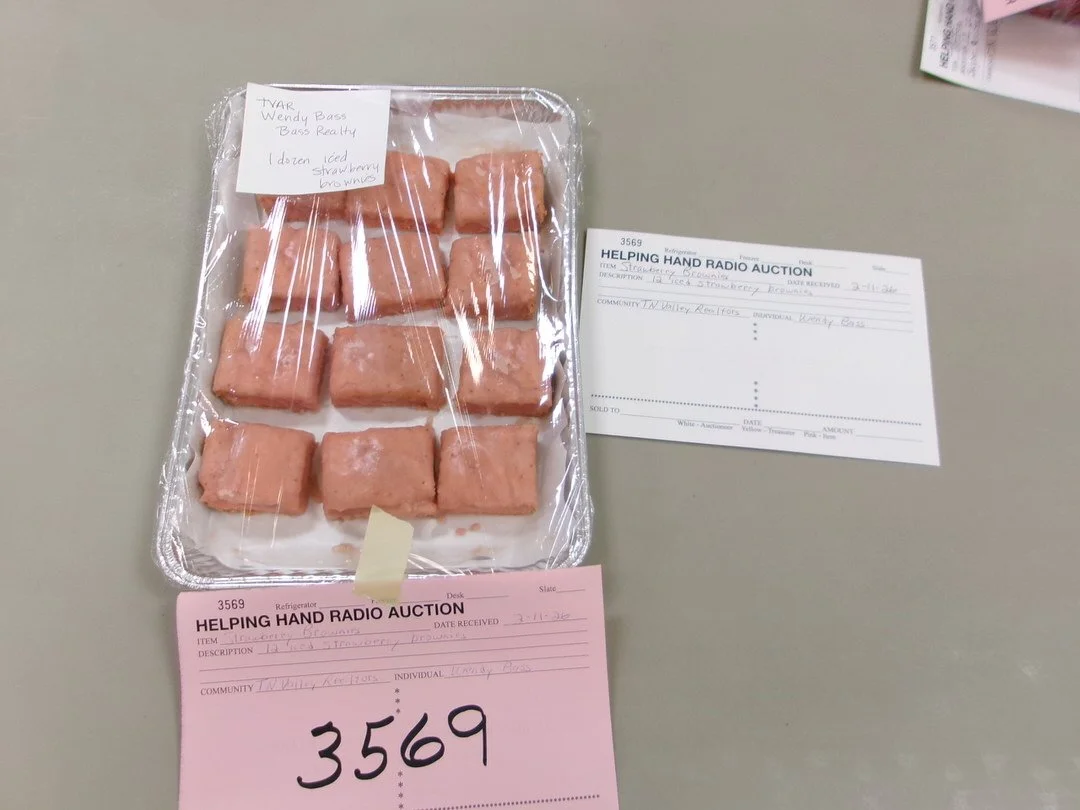 TVAR
Wendy Bass
Bass Realty
1 dozen iced
strawberry
brownies
3569
Refrigerator Freezer Desk Slate
HELPING HAND RADIO AUCTION
ITEM Strawberry Brownies DATE RECEIVED 2-11-26
DESCRIPTION 12 iced strawberry brownies
COMMUNITY TN Valley Realtors INDIVIDUAL Wendy Bass
SOLD TO DATE AMOUNT
White - Auctioneer Yellow - Treasurer Pink - Item
3569
Refrigerator Desk Slate
HELPING HAND RADIO AUCTION
ITEM Strawberry Brownies DATE RECEIVED 2-11-26
DESCRIPTION 12 iced strawberry brownies
COMMUNITY TN Valley Realtors INDIVIDUAL Wendy Bass
3569
HELPING HAND